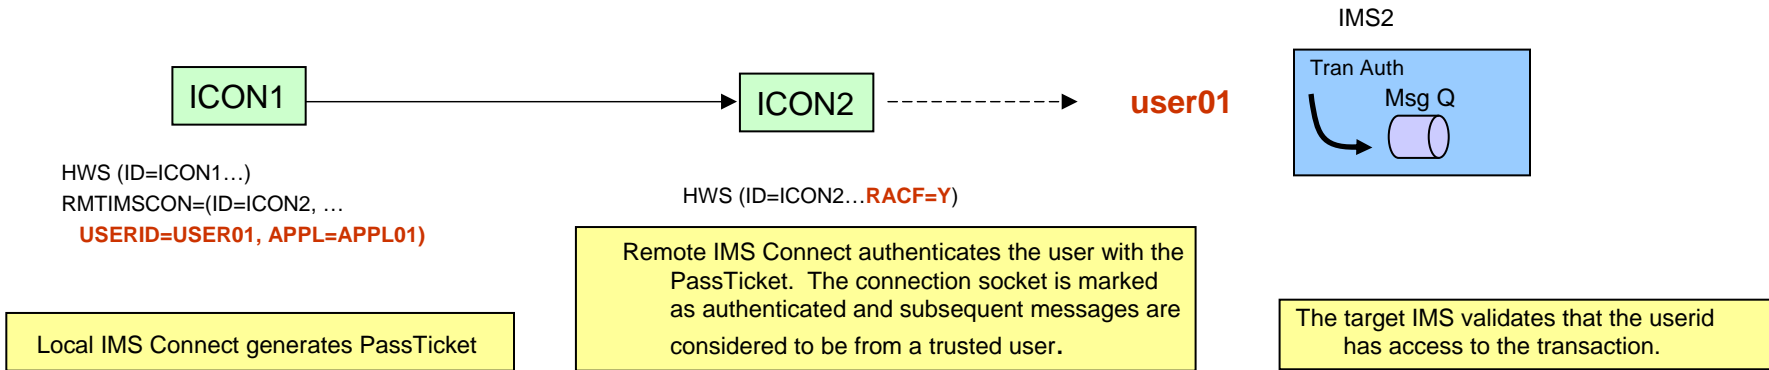 IMS2
ICON1
ICON2
user01
Tran Auth
Msg Q
HWS (ID=ICON1…)
RMTIMSCON=(ID=ICON2, …
USERID=USER01, APPL=APPL01)
HWS (ID=ICON2…RACF=Y)
Local IMS Connect generates PassTicket
Remote IMS Connect authenticates the user with the
PassTicket. The connection socket is marked
as authenticated and subsequent messages are
considered to be from a trusted user.
The target IMS validates that the userid
has access to the transaction.